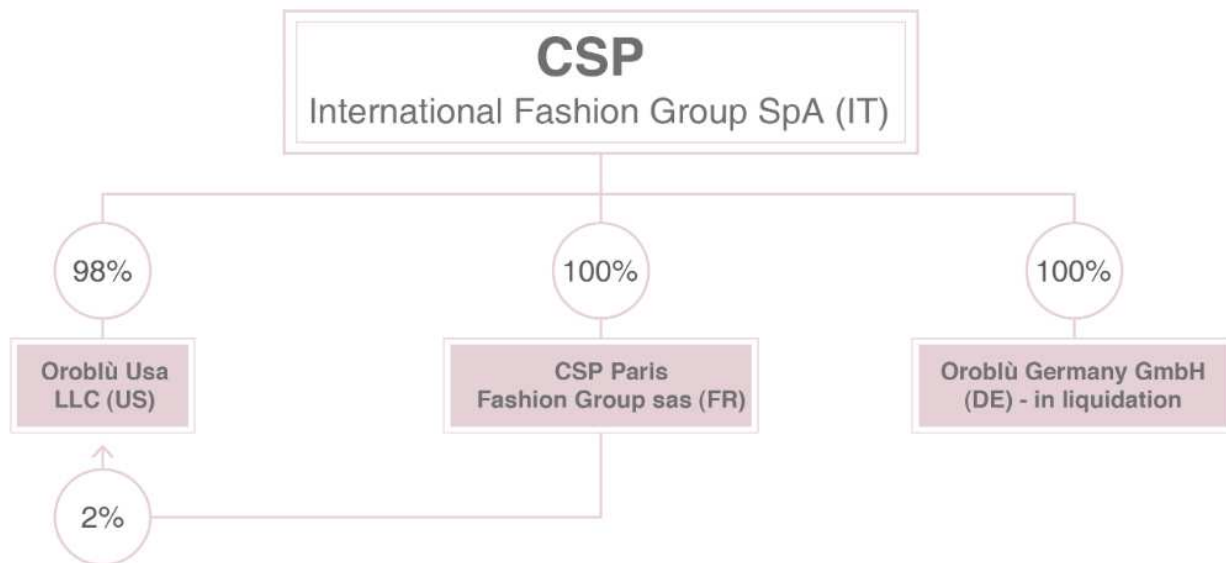 CSP
International Fashion Group SpA (IT)
98%
100%
100%
Oroblù Usa
LLC (US)
CSP Paris
Fashion Group sas (FR)
Oroblù Germany GmbH
(DE) - in liquidation
2%